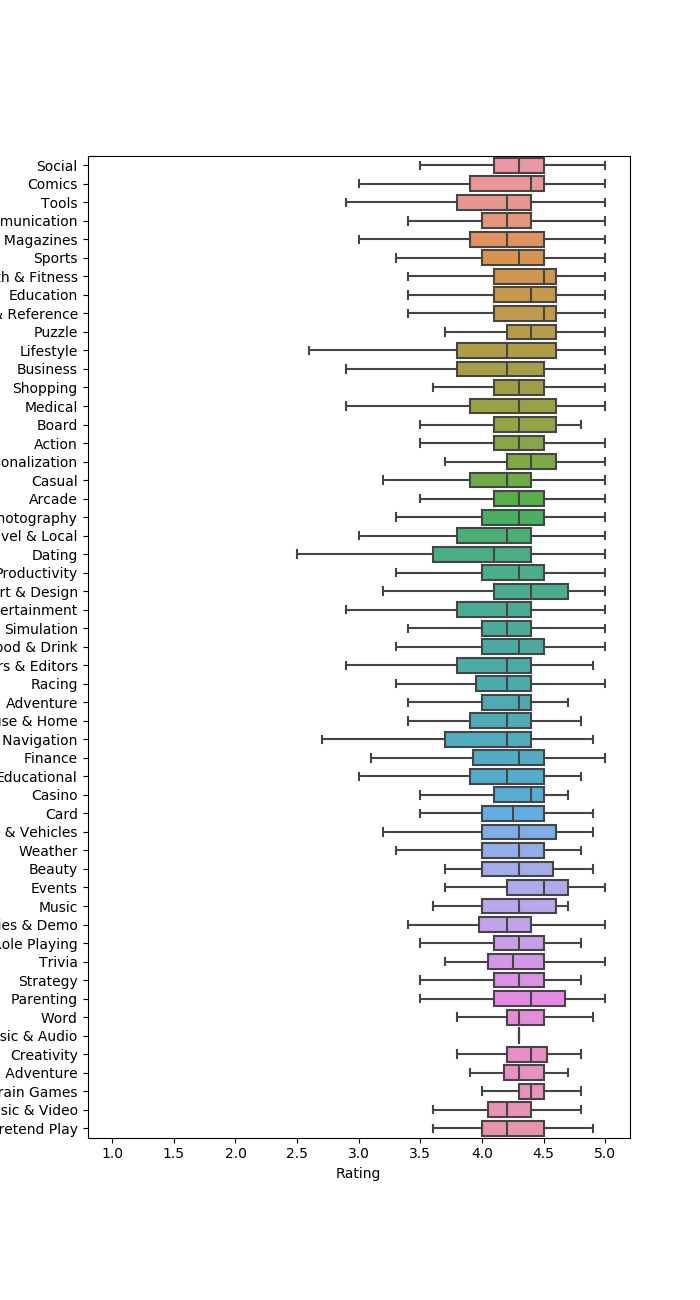 Social
Comics
Tools
munication
Magazines
Sports
h & Fitness
Education
& Reference
Puzzle
Lifestyle
Business
Shopping
Medical
Board
Action
onalization
Casual
Arcade
hotography
vel & Local
Dating
Productivity
rt & Design
ertainment
Simulation
ood & Drink
rs & Editors
Racing
Adventure
se & Home
Navigation
Finance
Educational
Casino
Card
& Vehicles
Weather
Beauty
Events
Music
ies & Demo
Role Playing
Trivia
Strategy
Parenting
Word
sic & Audio
Creativity
Adventure
rain Games
sic & Video
retend Play
1.0 1.5 2.0 2.5 3.0 3.5 4.0 4.5 5.0
Rating